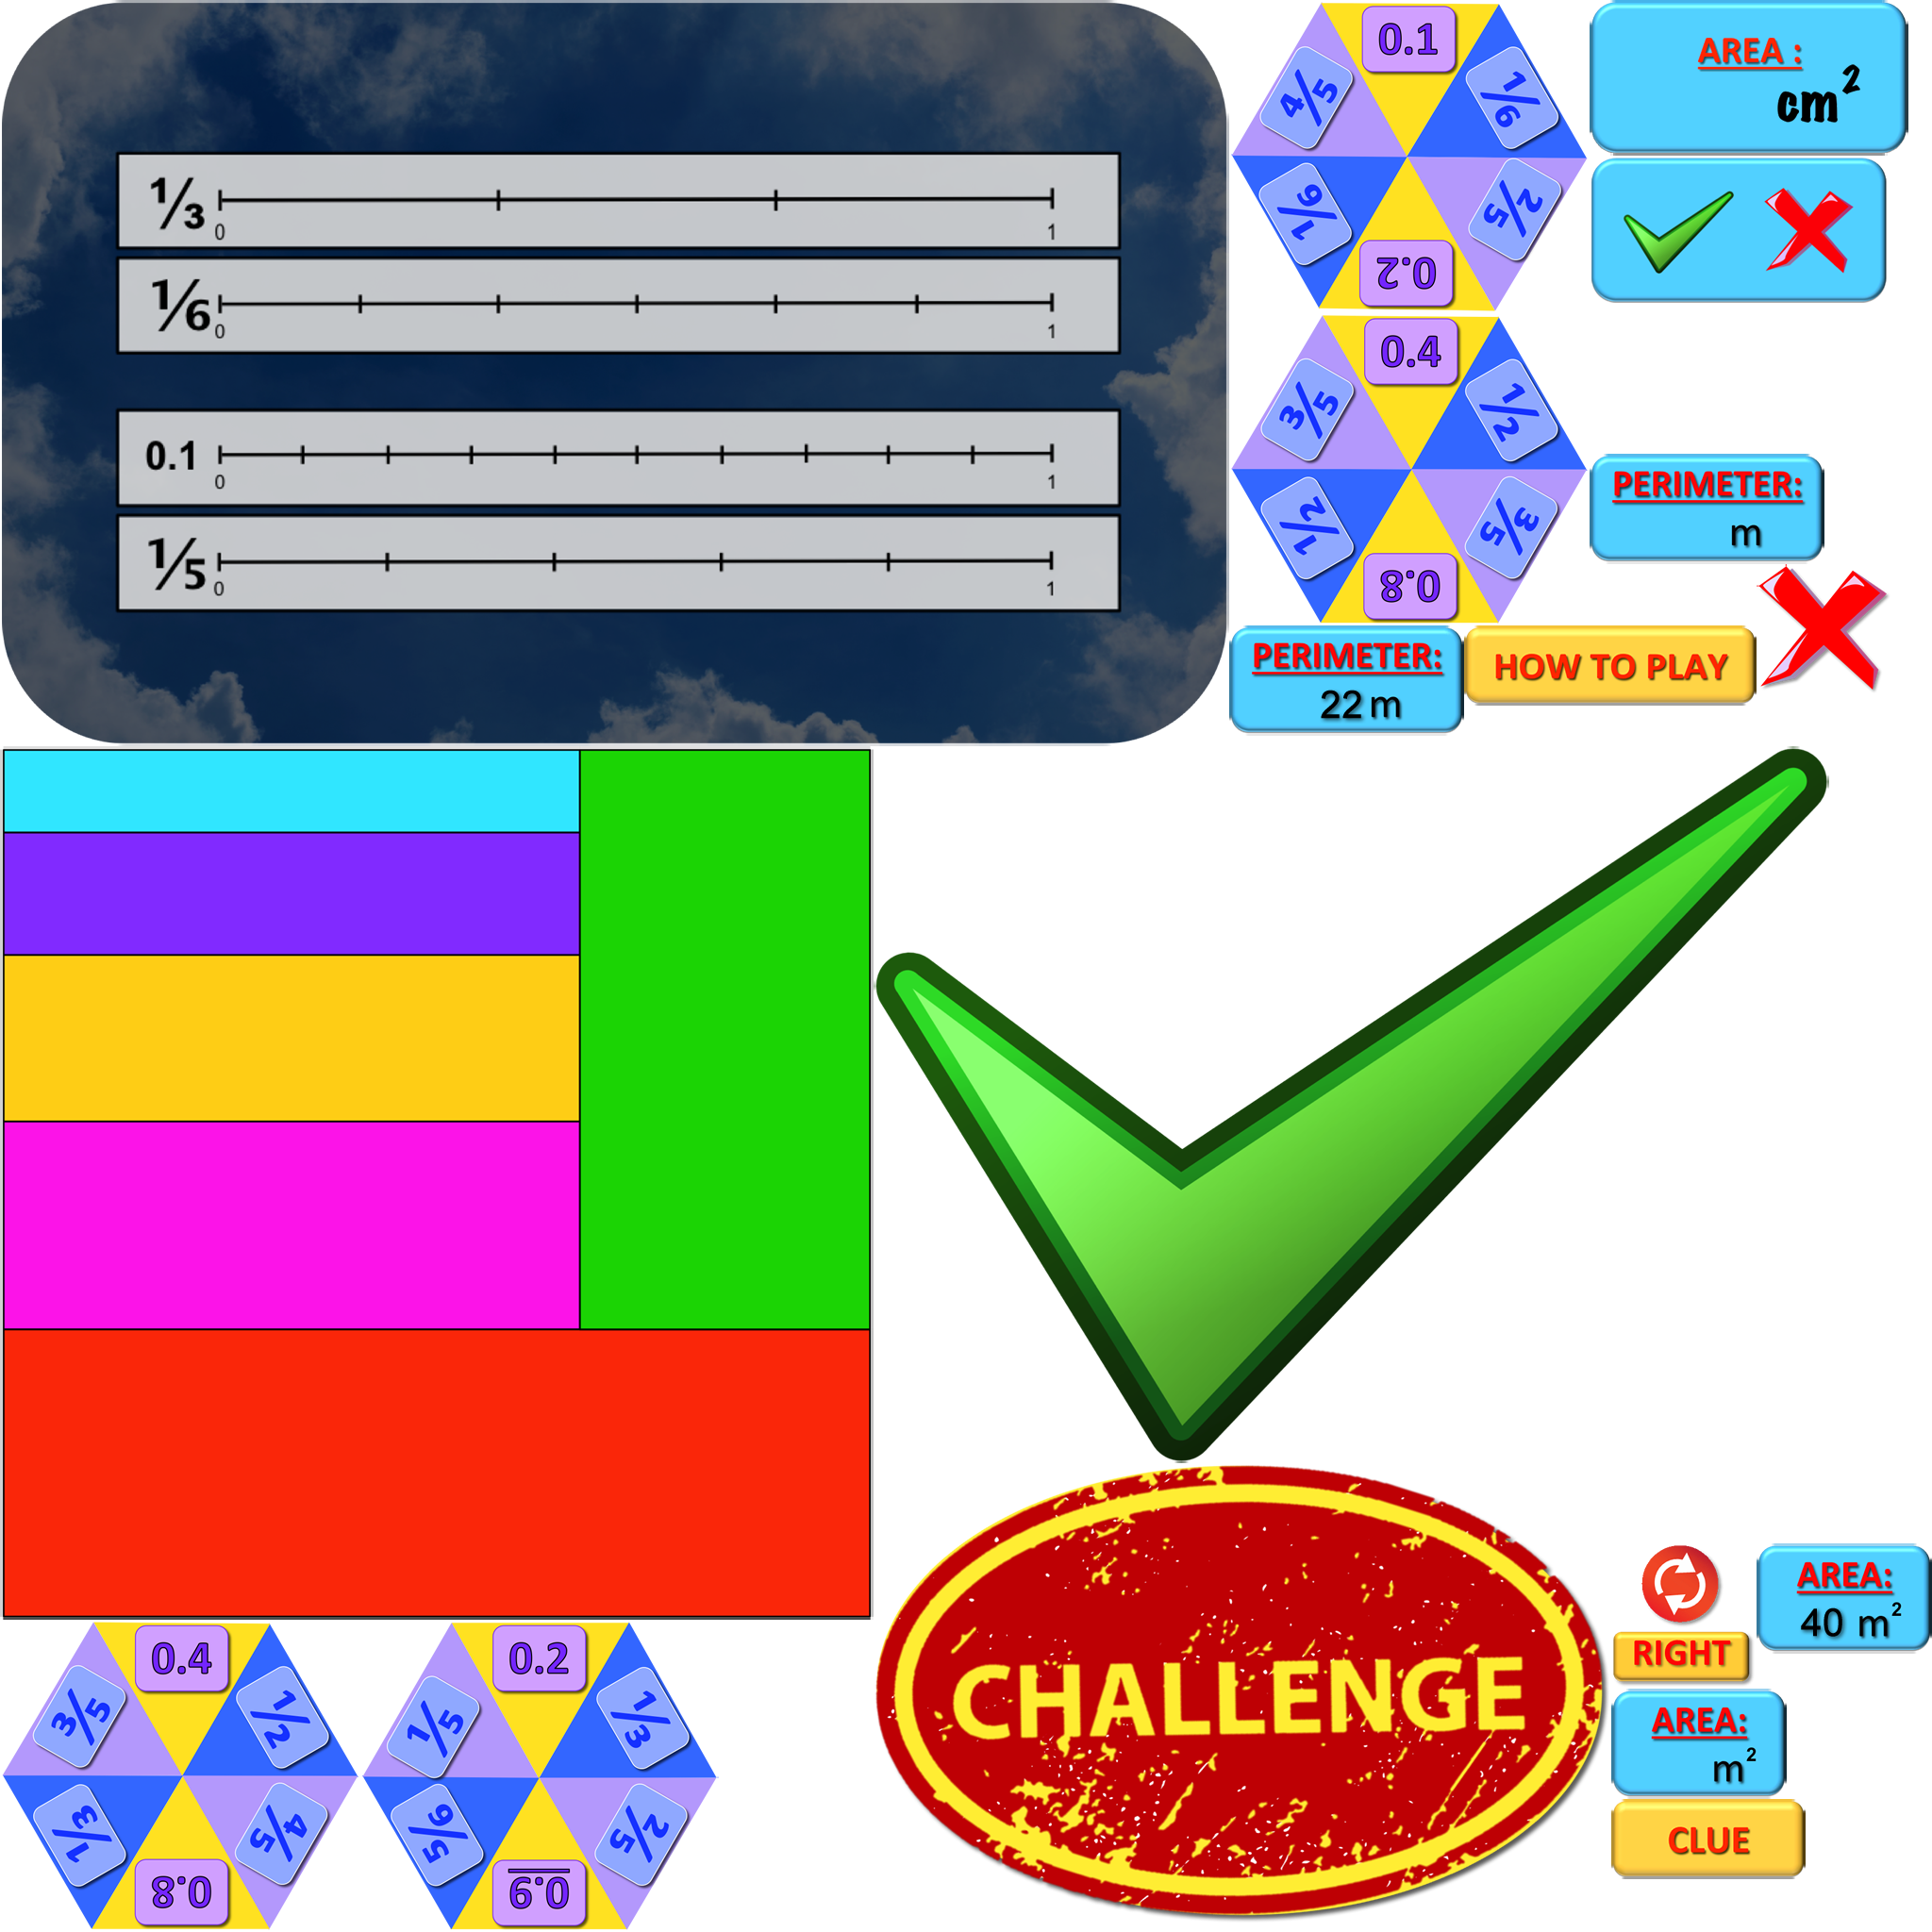 1/3
0 1
1/6
0 1
0.1
0 1
1/5
0 1
0.1
4/5
1/6
1/6
2/5
0.2
0.4
3/5
1/2
1/2
3/5
0.8
AREA :
cm²
PERIMETER:
m
PERIMETER:
22 m
HOW TO PLAY
0.4
3/5
1/2
1/3
4/5
0.8
0.2
1/5
1/3
5/6
2/5
0.9̅
CHALLENGE
AREA:
40 m²
RIGHT
AREA:
m²
CLUE